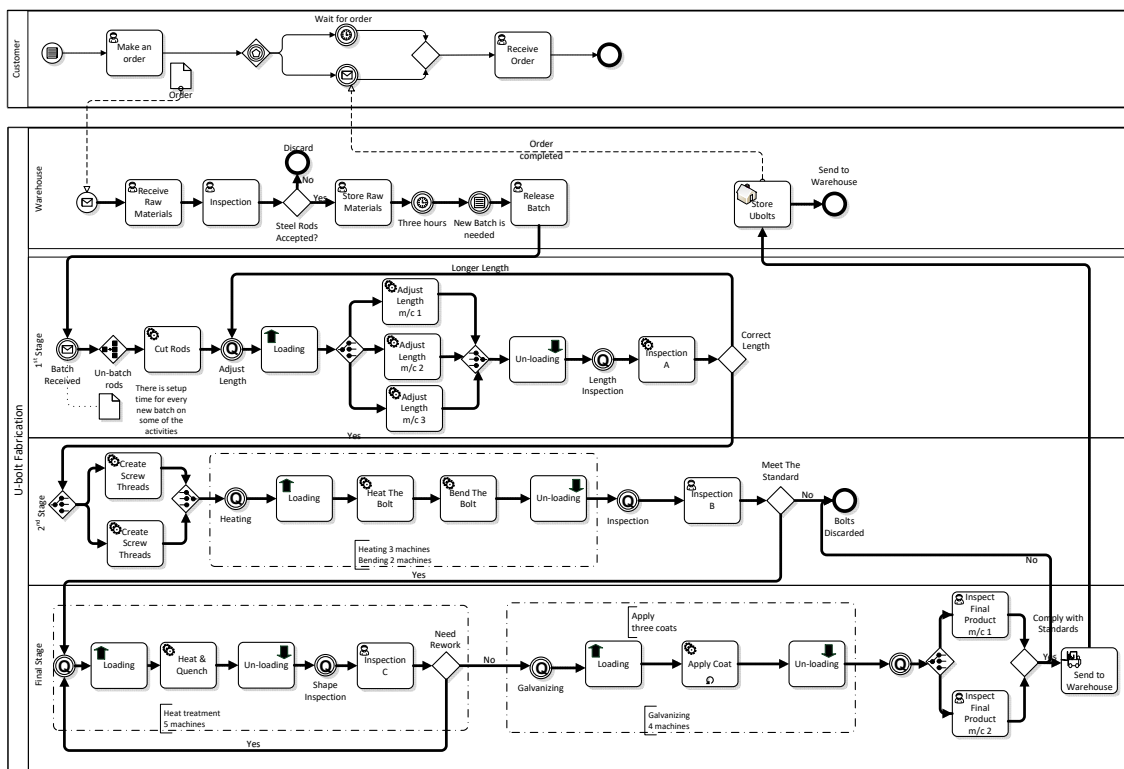 Customer
Make an
order
Order
Wait for order
Receive
Order
U-bolt Fabrication
Warehouse
Receive
Raw
Materials
Inspection
Discard
No
Yes
Steel Rods
Accepted?
Store Raw
Materials
Three hours
New Batch is
needed
Release
Batch
Order
completed
Store
Ubolts
Send to
Warehouse
1st Stage
Batch
Received
Un-batch
rods
Cut Rods
There is setup
time for every
new batch on
some of the
activities
Q
Adjust
Length
Longer Length
Loading
Adjust
Length
m/c 1
Adjust
Length
m/c 2
Adjust
Length
m/c 3
Un-loading
Q
Length
Inspection
Inspection
A
Correct
Length
Yes
2nd Stage
Create
Screw
Threads
Create
Screw
Threads
Q
Heating
Loading
Heat The
Bolt
Bend The
Bolt
Un-loading
Heating 3 machines
Bending 2 machines
Q
Inspection
Inspection
B
Meet The
Standard
No
Bolts
Discarded
Yes
No
Final Stage
Q
Loading
Heat &
Quench
Un-loading
Q
Shape
Inspection
Inspection
C
Need
Rework
No
Heat treatment
5 machines
Yes
Q
Galvanizing
Apply
three coats
Loading
Apply Coat
Un-loading
Galvanizing
4 machines
Q
Inspect
Final
Product
m/c 1
Inspect
Final
Product
m/c 2
Comply with
Standards
Yes
Send to
Warehouse